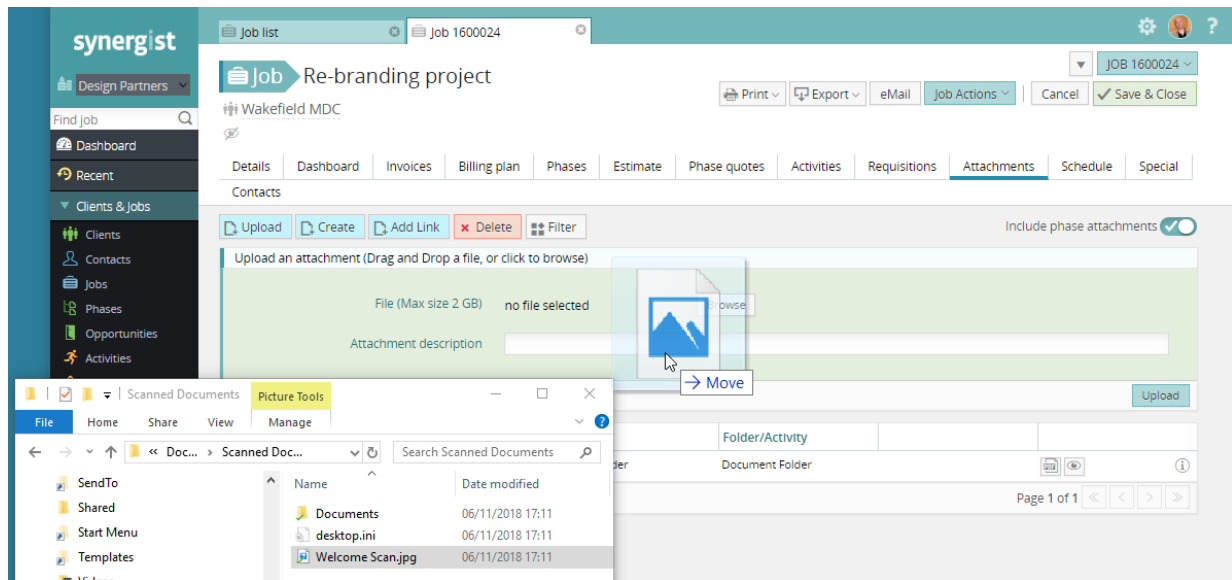 synergist
Job list
Job 1600024
?
Design Partners
Job
Re-branding project
JOB 1600024
Print
Export
eMail
Job Actions
Cancel
Save & Close
Wakefield MDC
Find job
Dashboard
Recent
Clients & Jobs
Clients
Contacts
Jobs
Phases
Opportunities
Activities
Details
Dashboard
Invoices
Billing plan
Phases
Estimate
Phase quotes
Activities
Requisitions
Attachments
Schedule
Special
Contacts
Upload
Create
Add Link
Delete
Filter
Include phase attachments
Upload an attachment (Drag and Drop a file, or click to browse)
File (Max size 2 GB)
no file selected
Browse
Attachment description
Move
Upload
Folder/Activity
Document Folder
Page 1 of 1
Scanned Documents
Picture Tools
File
Home
Share
View
Manage
?
« Doc... › Scanned Doc...
Search Scanned Documents
SendTo
Shared
Start Menu
Templates
Name
Date modified
Documents
06/11/2018 17:11
desktop.ini
06/11/2018 17:11
Welcome Scan.jpg
06/11/2018 17:11